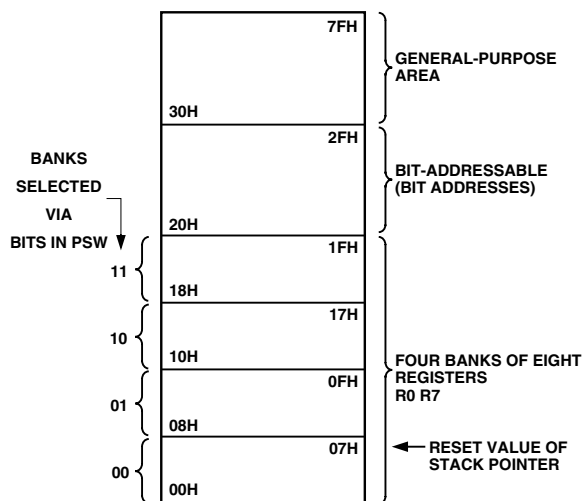 7FH
GENERAL-PURPOSE
AREA
30H
2FH
BANKS
SELECTED
VIA
BITS IN PSW
BIT-ADDRESSABLE
(BIT ADDRESSES)
20H
1FH
11
18H
17H
10
10H
FOUR BANKS OF EIGHT
REGISTERS
R0 R7
0FH
01
08H
07H
RESET VALUE OF
STACK POINTER
00
00H